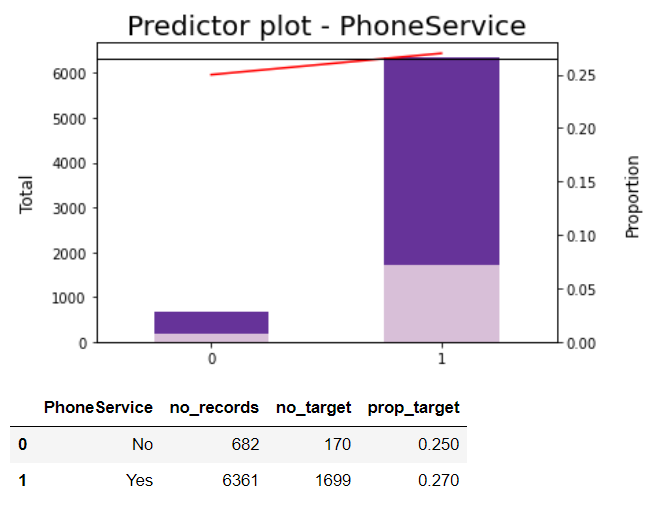 Predictor plot - PhoneService
6000
5000
4000
3000
2000
1000
0
Total
0.25
0.20
0.15
0.10
0.05
0.00
Proportion
0 1
PhoneService no_records no_target prop_target
0 No 682 170 0.250
1 Yes 6361 1699 0.270